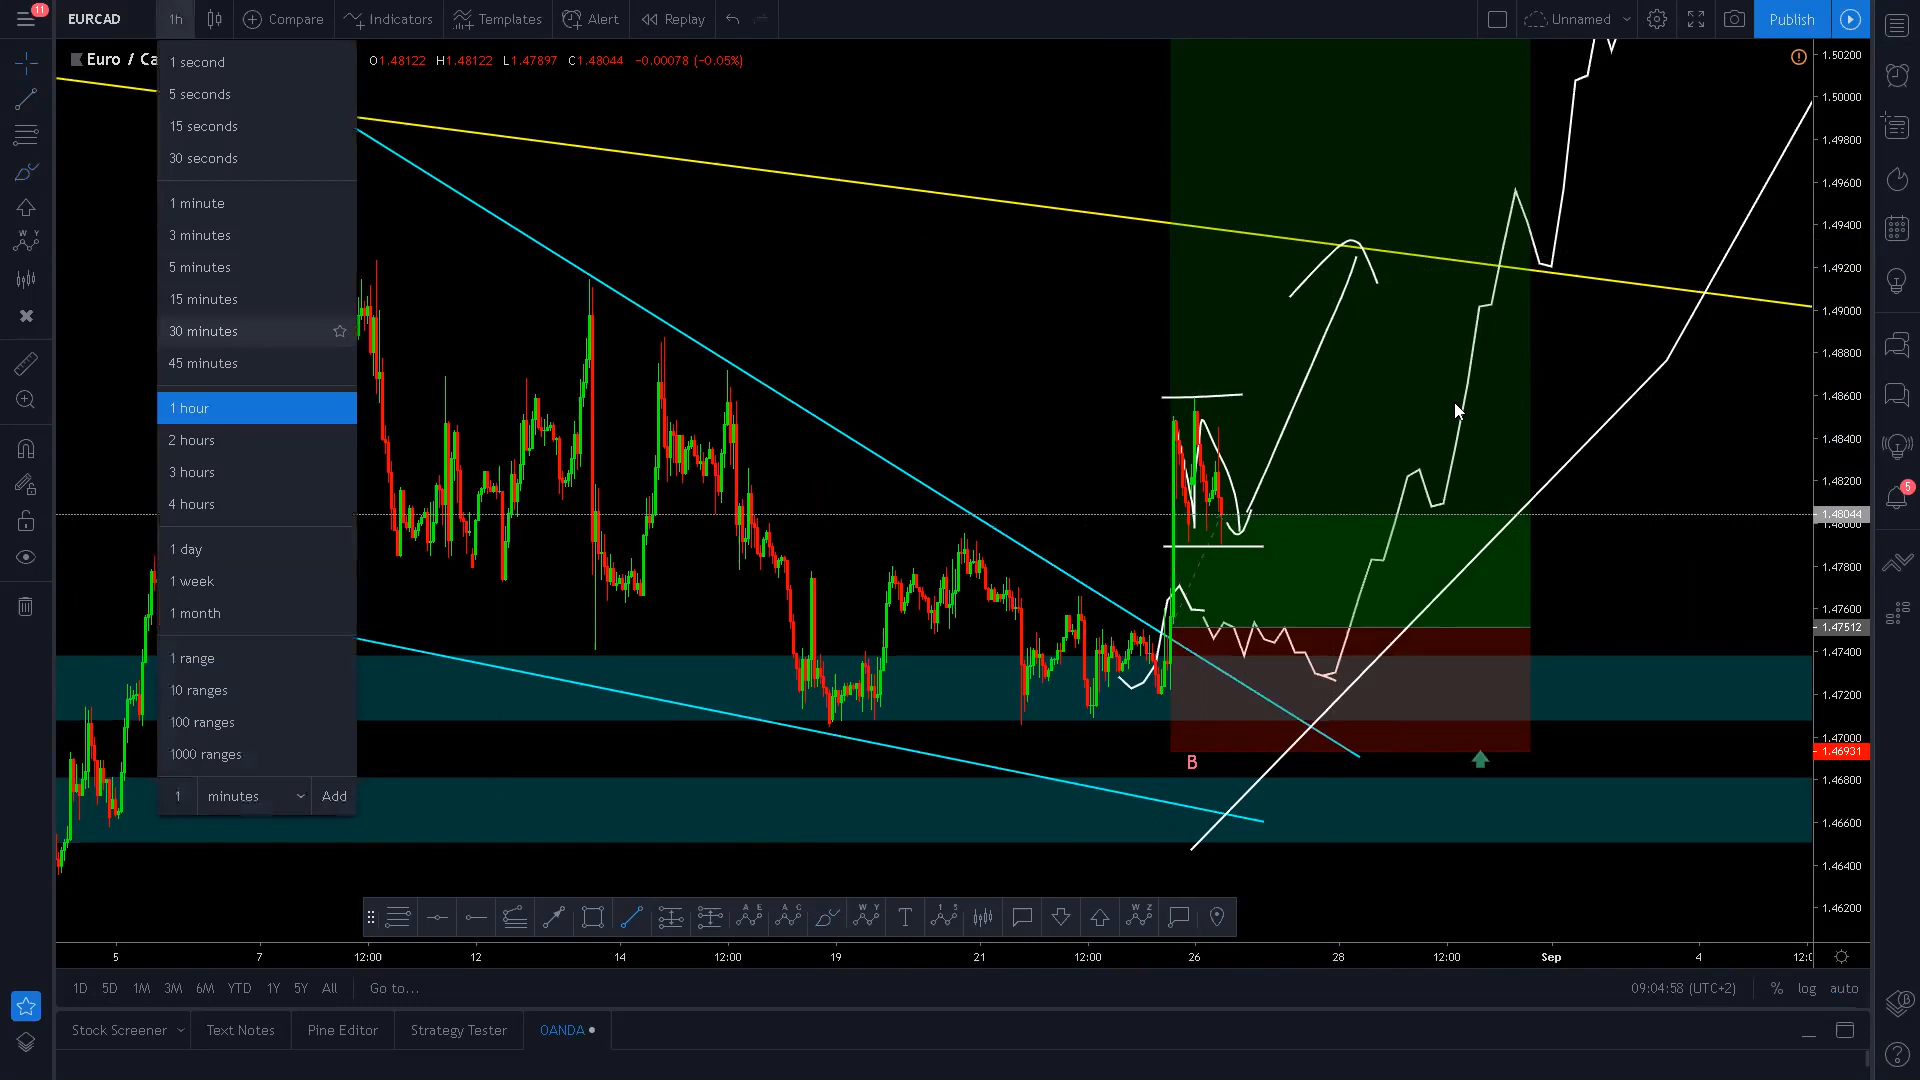 11
EURCAD
1h
Compare
Indicators
Templates
Alert
Replay
Unnamed
Publish
Euro / Ca
O1.48122 H1.48122 L1.47897 C1.48044 −0.00078 (−0.05%)
1 second
5 seconds
15 seconds
30 seconds
1 minute
3 minutes
5 minutes
15 minutes
30 minutes
45 minutes
1 hour
2 hours
3 hours
4 hours
1 day
1 week
1 month
1 range
10 ranges
100 ranges
1000 ranges
1 minutes Add
B
1.50200
1.50000
1.49800
1.49600
1.49400
1.49200
1.49000
1.48800
1.48600
1.48400
1.48200
1.48044
1.48000
1.47800
1.47600
1.47512
1.47400
1.47200
1.47000
1.46931
1.46800
1.46600
1.46400
1.46200
5
W Y
A E
A C
W Y
T
1 5
W Z
5 7 12:00 12 14 12:00 19 21 12:00 26 28 12:00 Sep 4 12:0
1D 5D 1M 3M 6M YTD 1Y 5Y All Go to...
09:04:58 (UTC+2) % log auto
Stock Screener Text Notes Pine Editor Strategy Tester OANDA